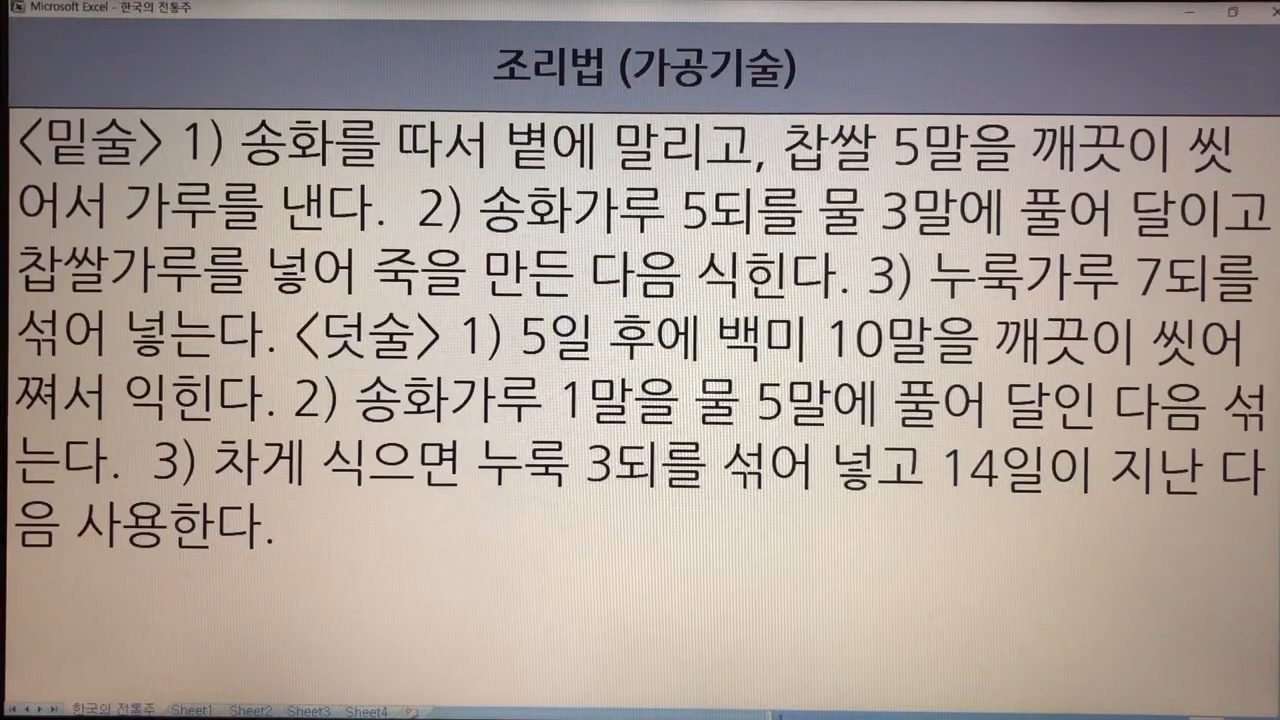 Microsoft Excel - 한국의 전통주
조리법 (가공기술)
<밑술> 1) 송화를 따서 볕에 말리고, 찹쌀 5말을 깨끗이 씻
어서 가루를 낸다.  2) 송화가루 5되를 물 3말에 풀어 달이고
찹쌀가루를 넣어 죽을 만든 다음 식힌다. 3) 누룩가루 7되를
섞어 넣는다. <덧술> 1) 5일 후에 백미 10말을 깨끗이 씻어
쪄서 익힌다. 2) 송화가루 1말을 물 5말에 풀어 달인 다음 섞
는다.  3) 차게 식으면 누룩 3되를 섞어 넣고 14일이 지난 다
음 사용한다.
한국의 전통주 Sheet1 Sheet2 Sheet3 Sheet4